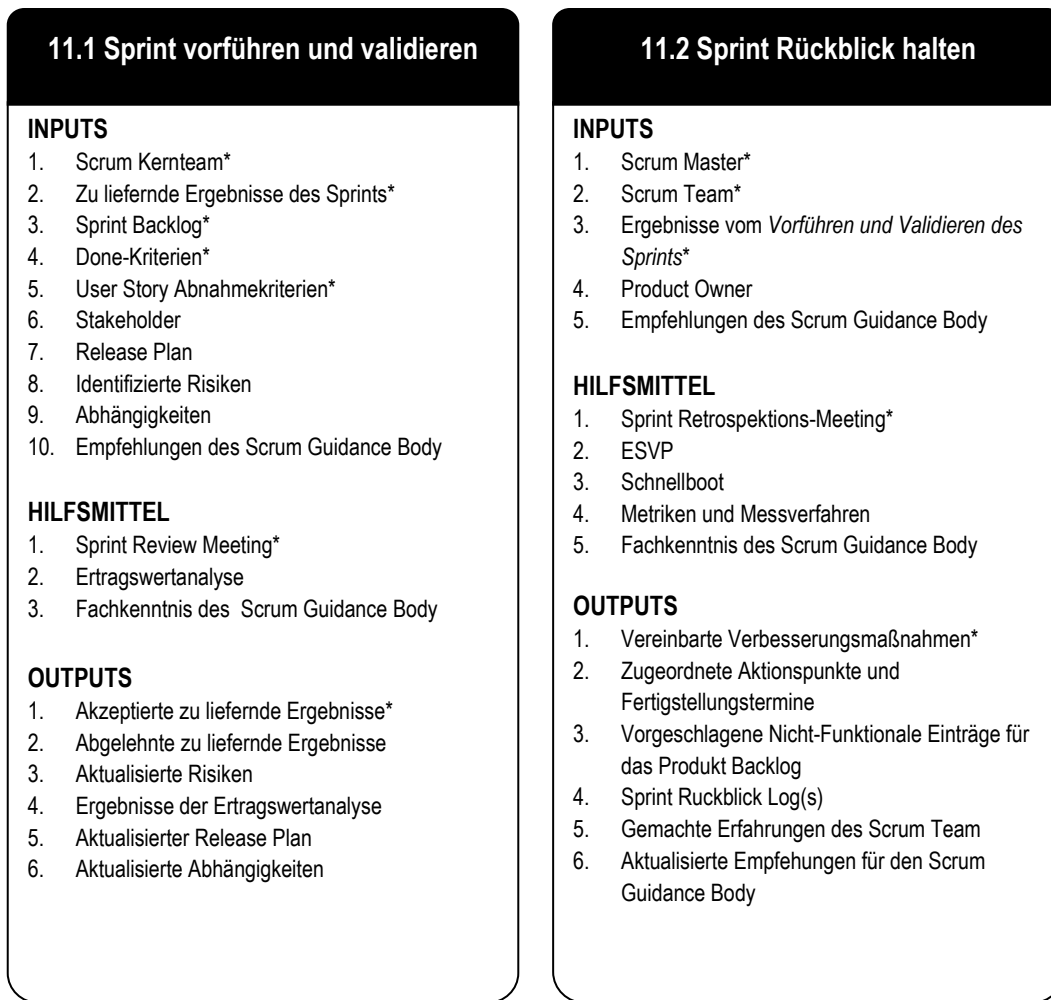 11.1 Sprint vorführen und validieren
INPUTS
1. Scrum Kernteam*
2. Zu liefernde Ergebnisse des Sprints*
3. Sprint Backlog*
4. Done-Kriterien*
5. User Story Abnahmekriterien*
6. Stakeholder
7. Release Plan
8. Identifizierte Risiken
9. Abhängigkeiten
10. Empfehlungen des Scrum Guidance Body
HILFSMITTEL
1. Sprint Review Meeting*
2. Ertragswertanalyse
3. Fachkenntnis des Scrum Guidance Body
OUTPUTS
1. Akzeptierte zu liefernde Ergebnisse*
2. Abgelehnte zu liefernde Ergebnisse
3. Aktualisierte Risiken
4. Ergebnisse der Ertragswertanalyse
5. Aktualisierter Release Plan
6. Aktualisierte Abhängigkeiten
11.2 Sprint Rückblick halten
INPUTS
1. Scrum Master*
2. Scrum Team*
3. Ergebnisse vom Vorführen und Validieren des
Sprints*
4. Product Owner
5. Empfehlungen des Scrum Guidance Body
HILFSMITTEL
1. Sprint Retrospektions-Meeting*
2. ESVP
3. Schnellboot
4. Metriken und Messverfahren
5. Fachkenntnis des Scrum Guidance Body
OUTPUTS
1. Vereinbarte Verbesserungsmaßnahmen*
2. Zugeordnete Aktionspunkte und
Fertigstellungstermine
3. Vorgeschlagene Nicht-Funktionale Einträge für
das Produkt Backlog
4. Sprint Ruckblick Log(s)
5. Gemachte Erfahrungen des Scrum Team
6. Aktualisierte Empfehungen für den Scrum
Guidance Body